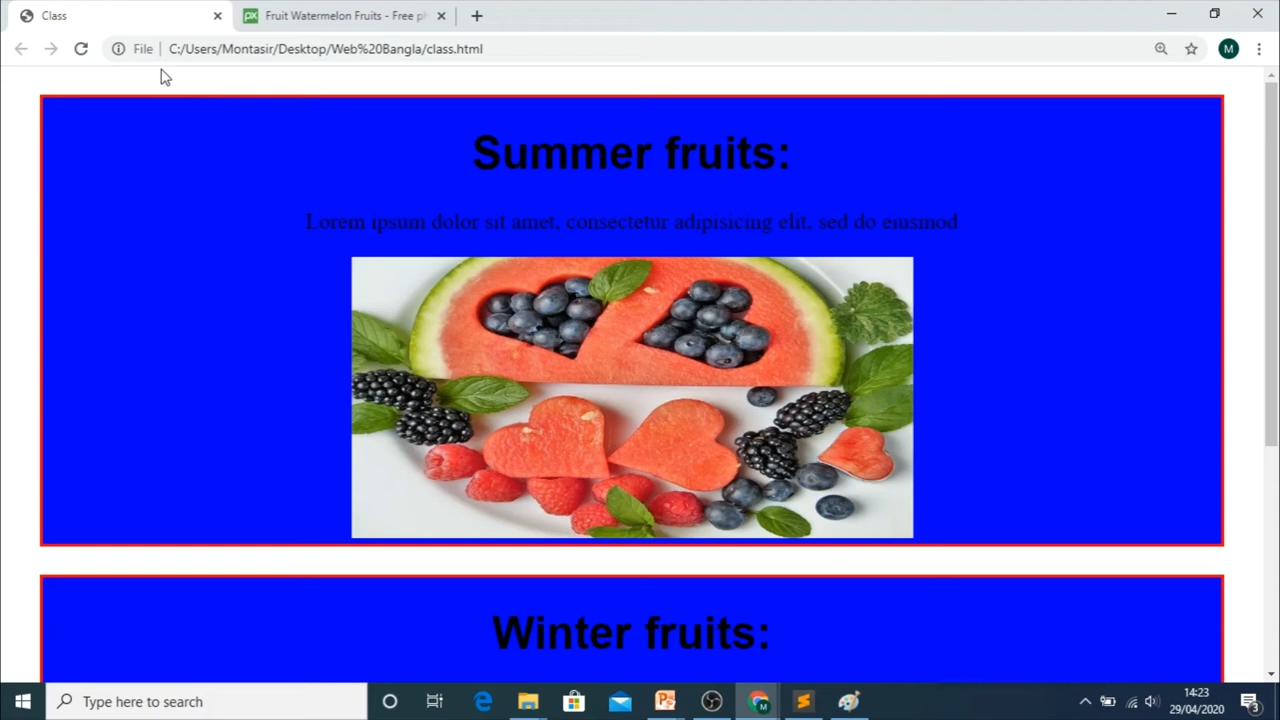 Class
Fruit Watermelon Fruits - Free ph
File
C:/Users/Montasir/Desktop/Web%20Bangla/class.html
M
Summer fruits:
Lorem ipsum dolor sit amet, consectetur adipisicing elit, sed do eiusmod
Winter fruits:
Type here to search
14:23
29/04/2020
3